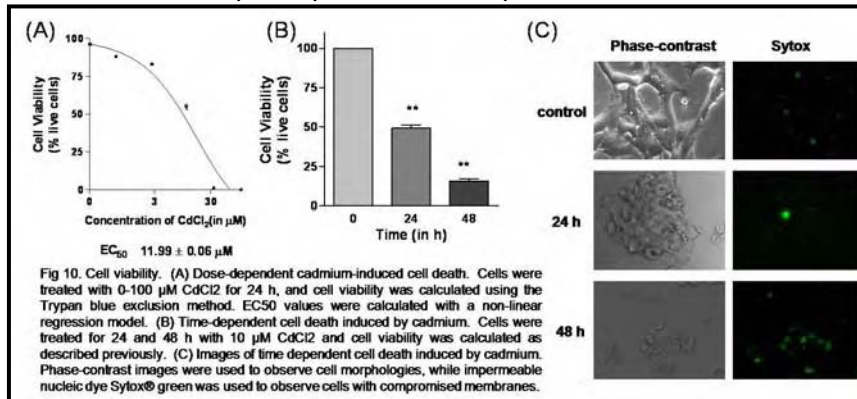 (A)
100
75
50
25
0
Cell Viability
(% live cells)
0
3
30
Concentration of CdCl2(in µM)
EC50 11.99 ± 0.06 µM
(B)
100
75
50
25
0
Cell Viability
(% live cells)
**
**
0 24 48
Time (in h)
(C)
Phase-contrast Sytox
control
24 h
48 h
Fig 10. Cell viability. (A) Dose-dependent cadmium-induced cell death. Cells were
treated with 0-100 µM CdCl2 for 24 h, and cell viability was calculated using the
Trypan blue exclusion method. EC50 values were calculated with a non-linear
regression model. (B) Time-dependent cell death induced by cadmium. Cells were
treated for 24 and 48 h with 10 µM CdCl2 and cell viability was calculated as
described previously. (C) Images of time dependent cell death induced by cadmium.
Phase-contrast images were used to observe cell morphologies, while impermeable
nucleic dye Sytox® green was used to observe cells with compromised membranes.